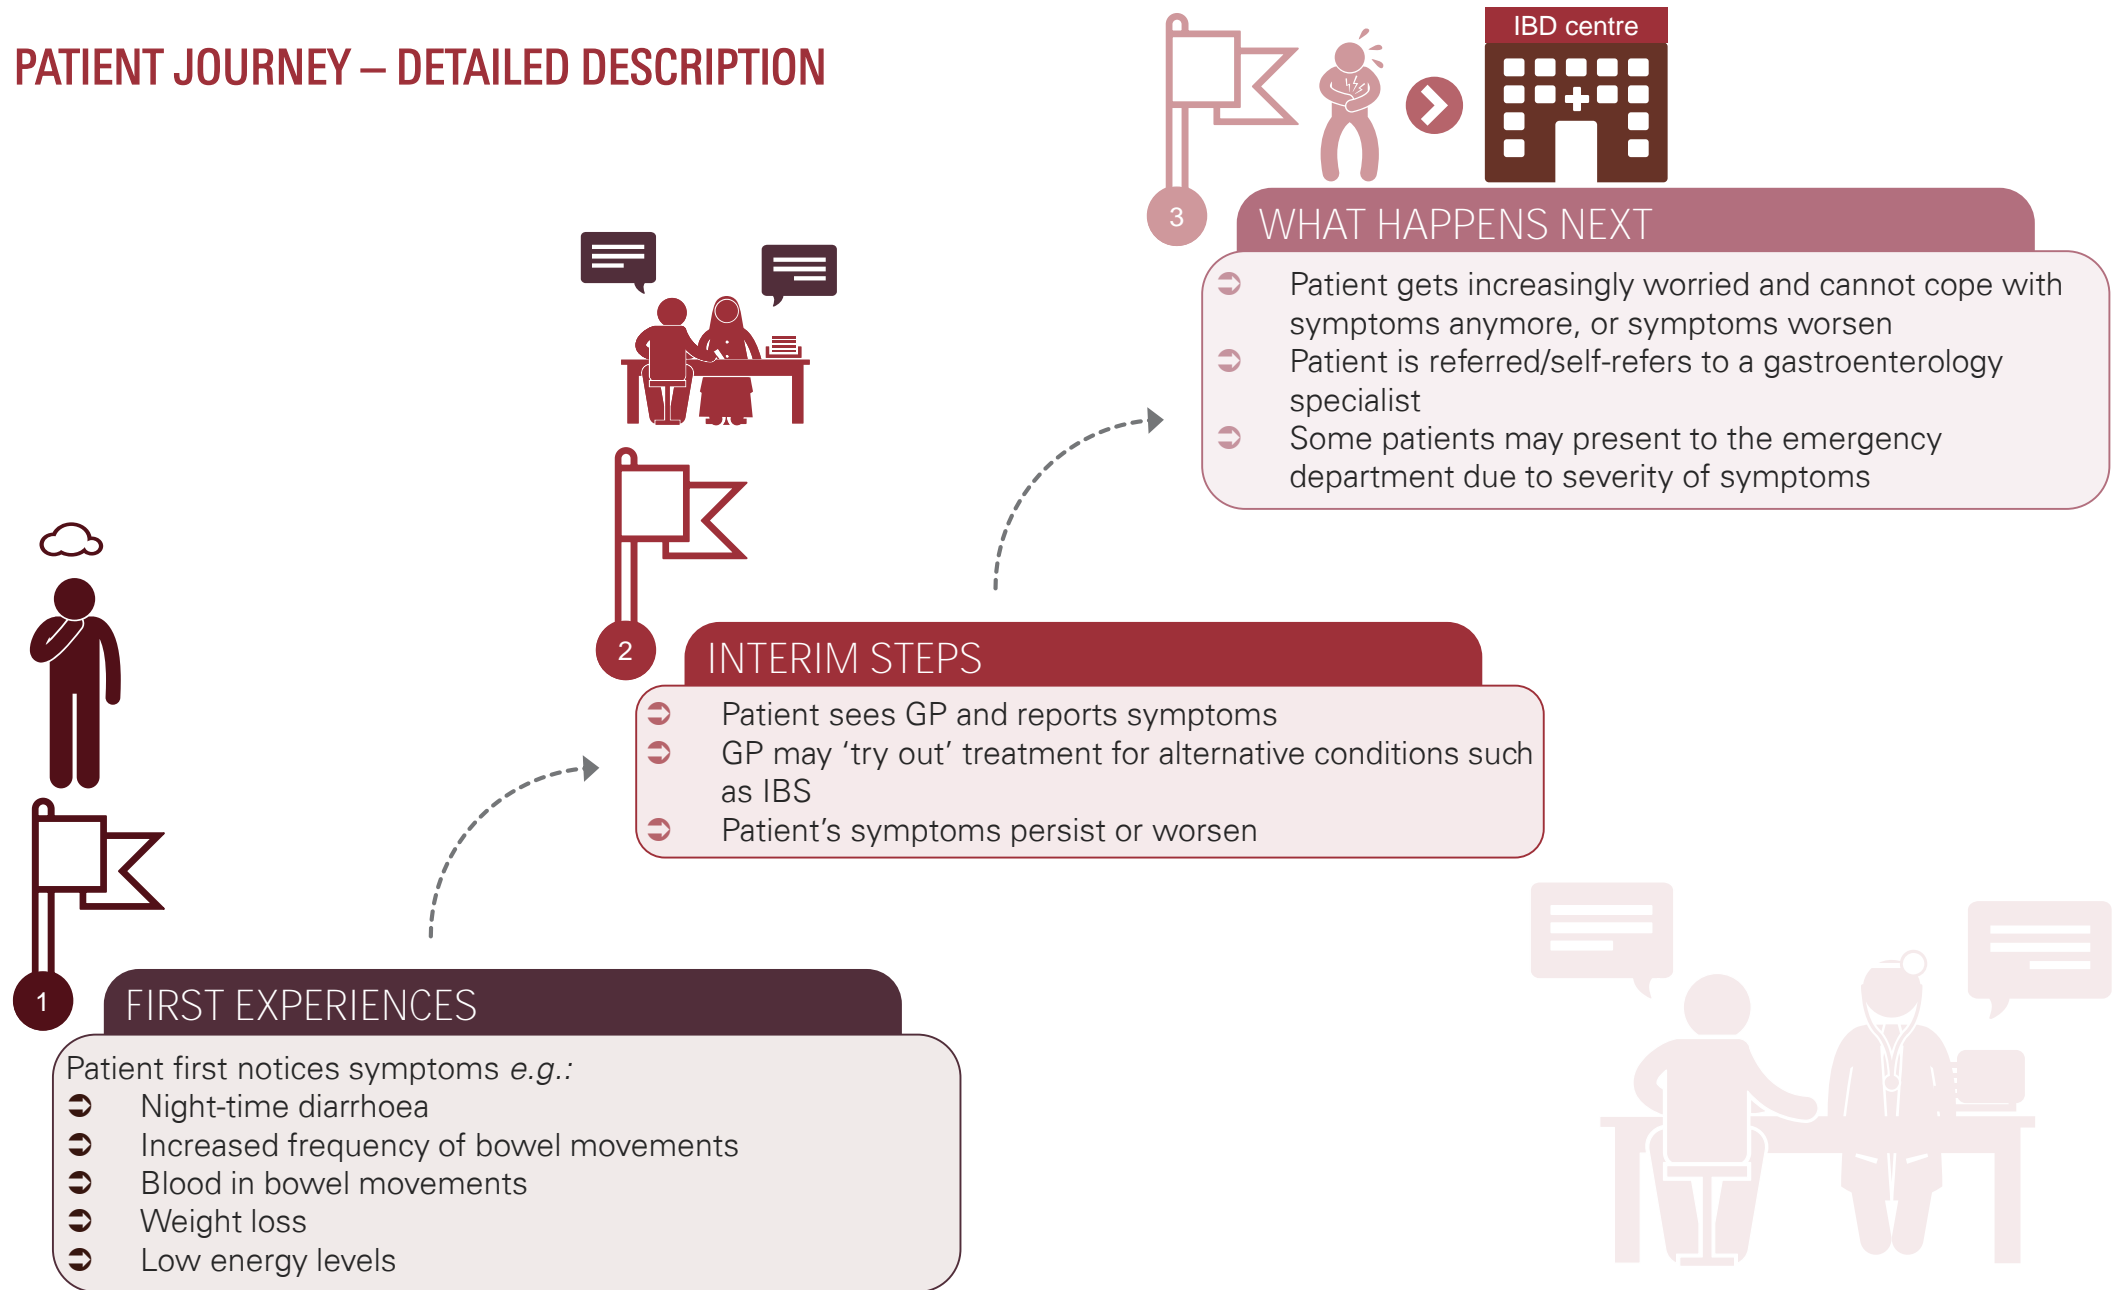 PATIENT JOURNEY – DETAILED DESCRIPTION
IBD centre
3
WHAT HAPPENS NEXT
➲ Patient gets increasingly worried and cannot cope with
symptoms anymore, or symptoms worsen
➲ Patient is referred/self-refers to a gastroenterology
specialist
➲ Some patients may present to the emergency
department due to severity of symptoms
2
INTERIM STEPS
➲ Patient sees GP and reports symptoms
➲ GP may ‘try out’ treatment for alternative conditions such
as IBS
➲ Patient’s symptoms persist or worsen
1
FIRST EXPERIENCES
Patient first notices symptoms e.g.:
➲ Night-time diarrhoea
➲ Increased frequency of bowel movements
➲ Blood in bowel movements
➲ Weight loss
➲ Low energy levels